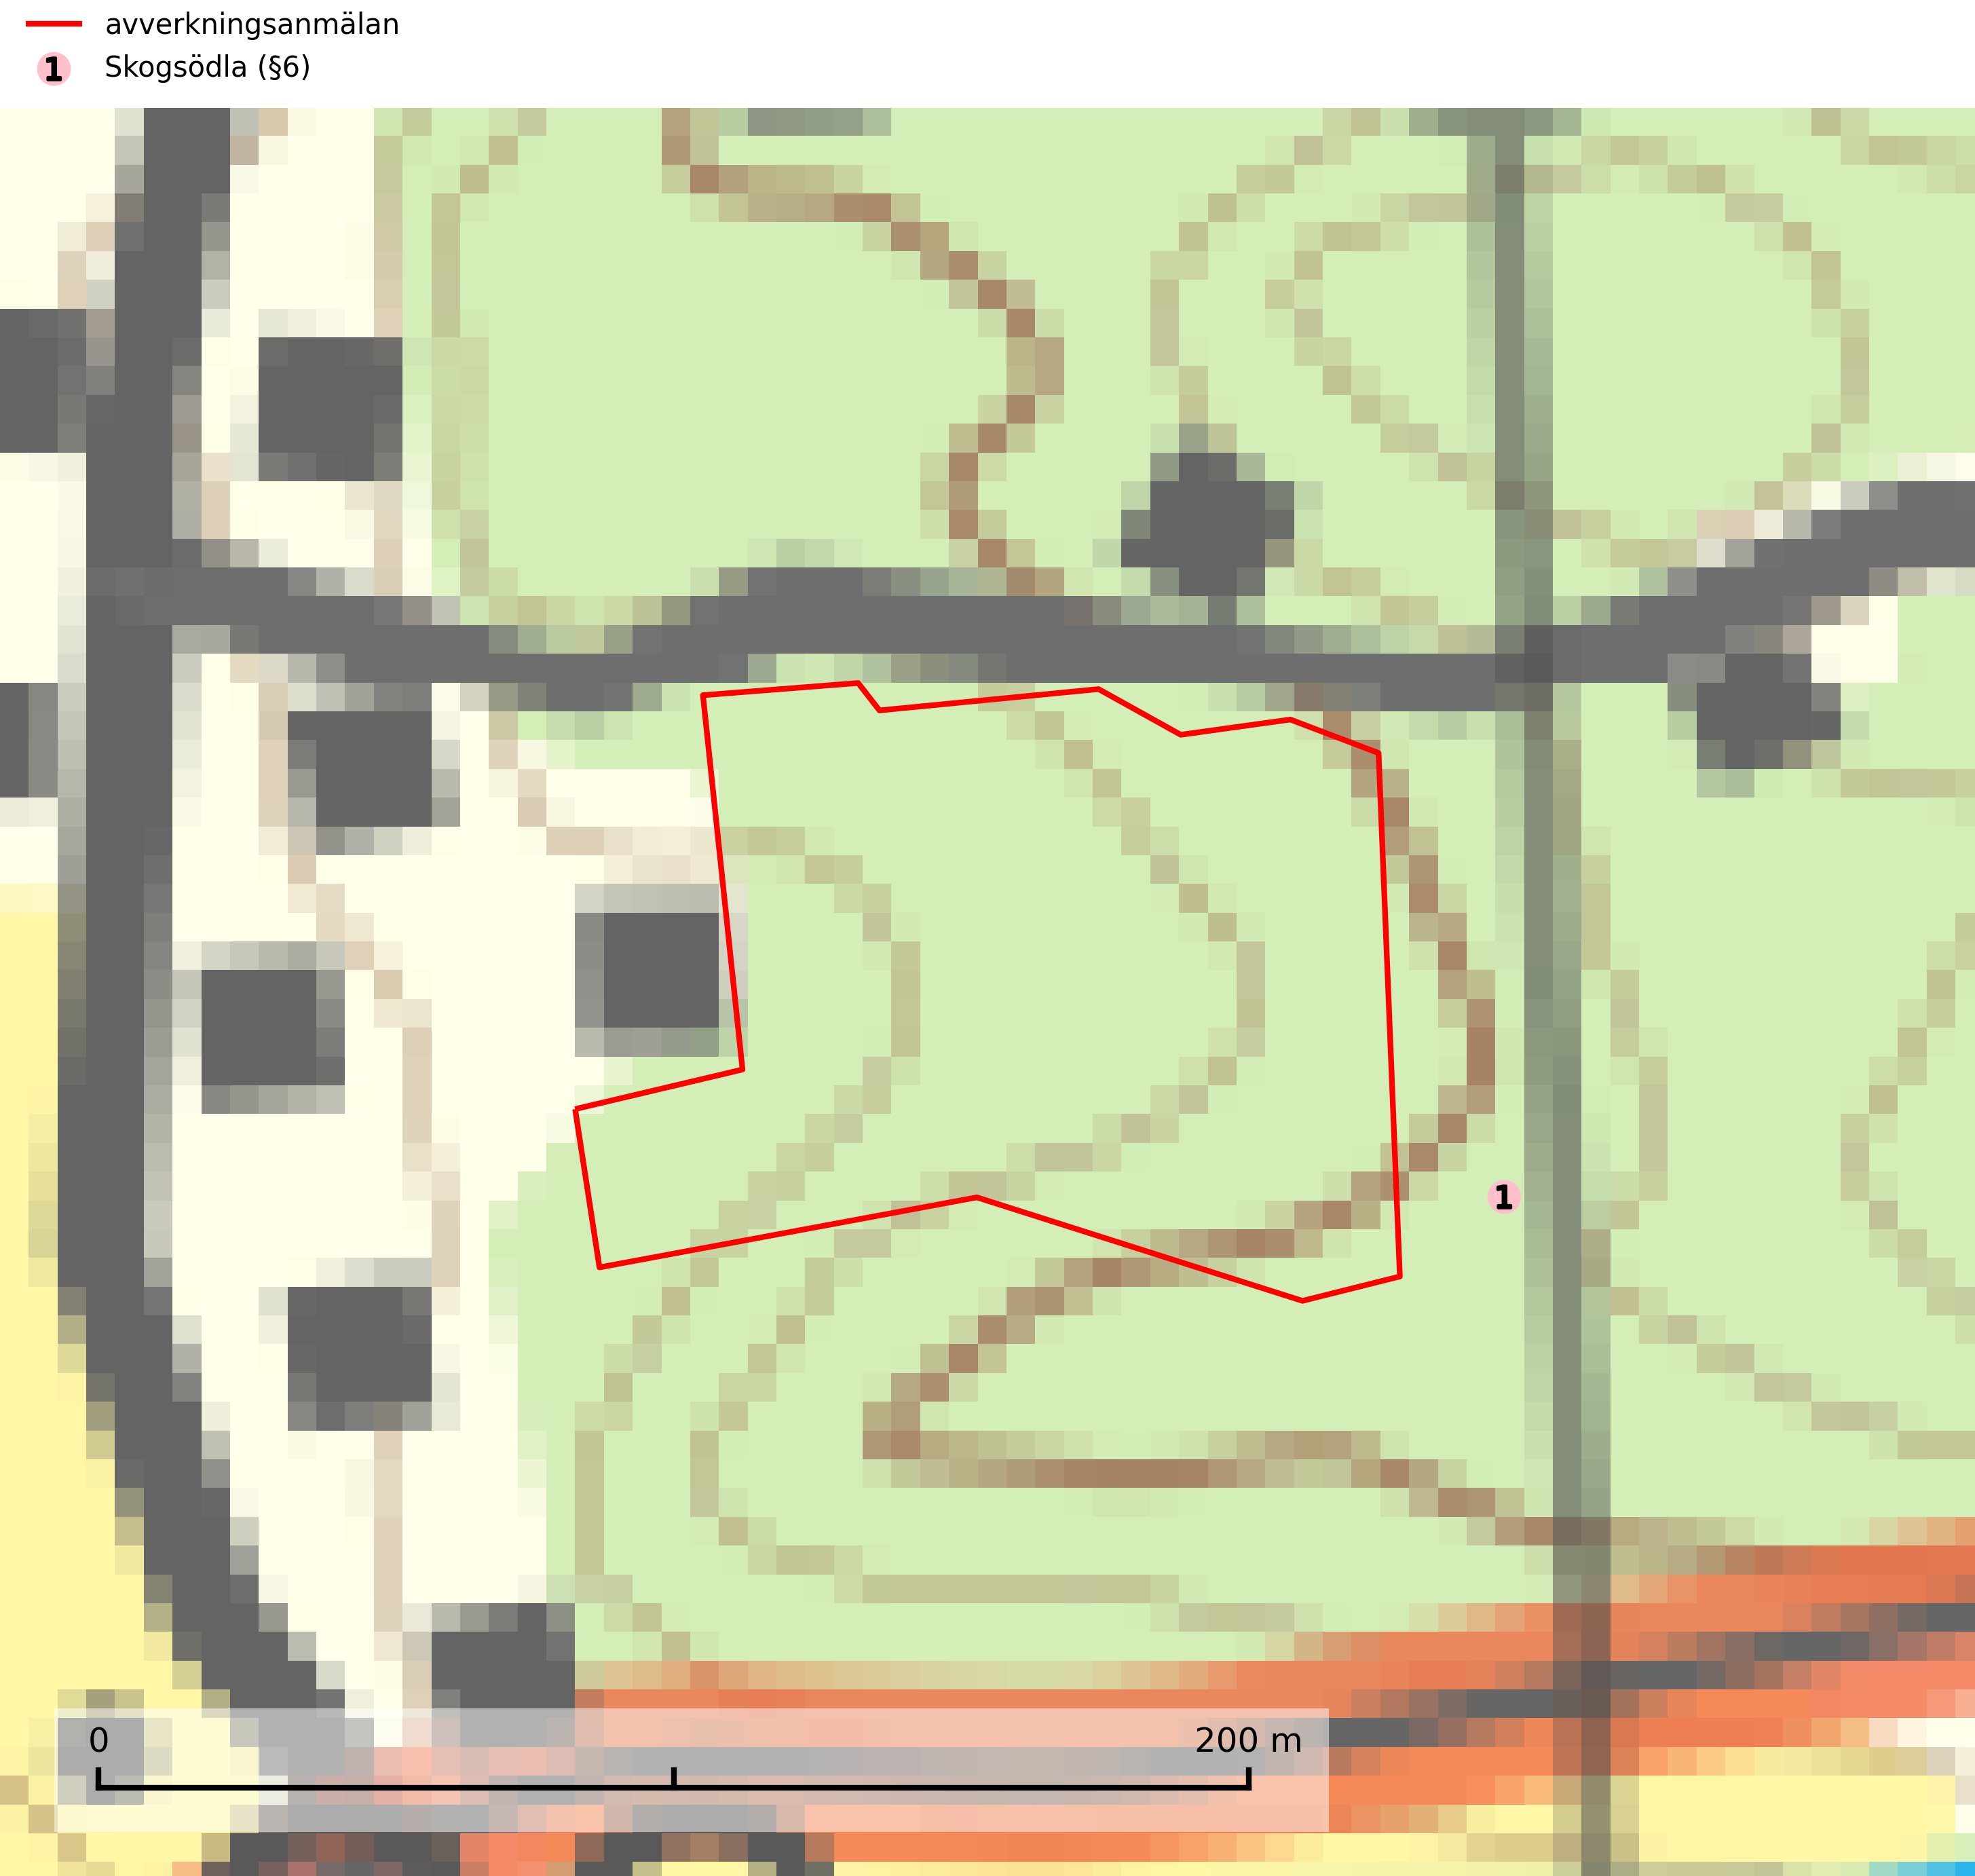 avverkningsanmälan
1 Skogsödla (§6)
1
0 200 m